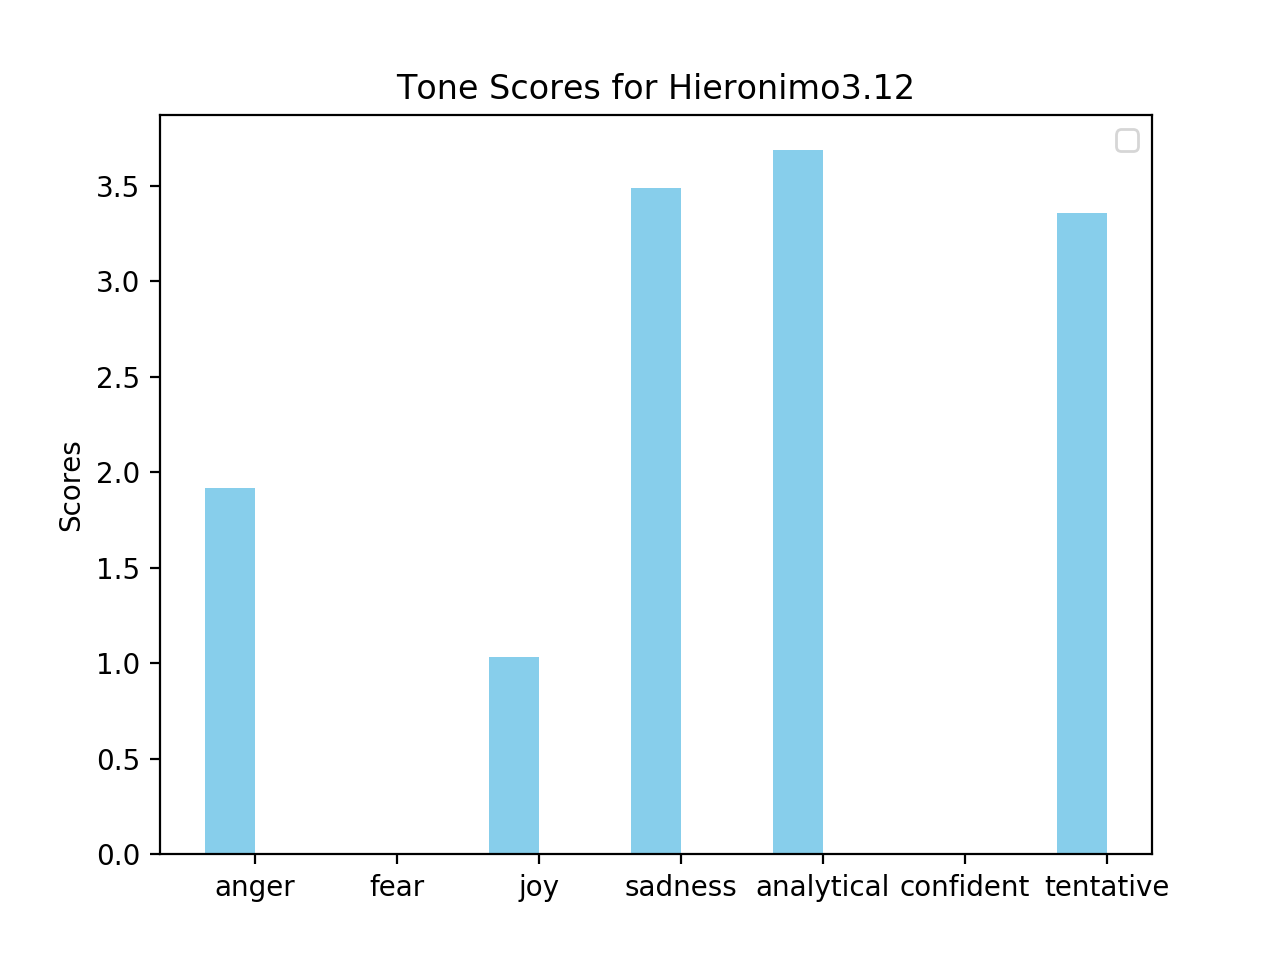 Tone Scores for Hieronimo3.12
3.5
3.0
2.5
2.0
1.5
1.0
0.5
0.0
Scores
anger fear joy sadness analytical confident tentative